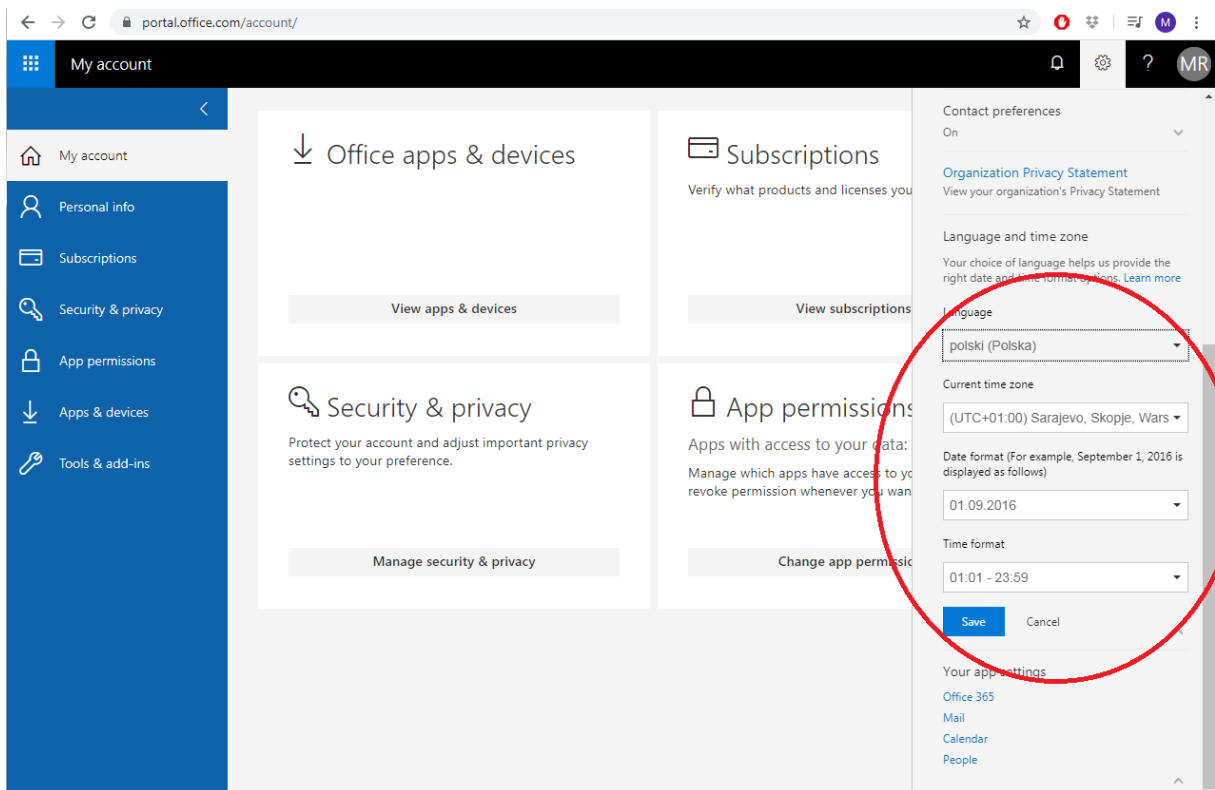 portal.office.com/account/
M
My account
MR
My account
Personal info
Subscriptions
Security & privacy
App permissions
Apps & devices
Tools & add-ins
Office apps & devices
View apps & devices
Subscriptions
Verify what products and licenses you
View subscriptions
Security & privacy
Protect your account and adjust important privacy
settings to your preference.
Manage security & privacy
App permissions
Apps with access to your data:
Manage which apps have access to yo
revoke permission whenever you wan
Change app permissio
Contact preferences
On
Organization Privacy Statement
View your organization's Privacy Statement
Language and time zone
Your choice of language helps us provide the
right date and time format options. Learn more
Language
polski (Polska)
Current time zone
(UTC+01:00) Sarajevo, Skopje, Wars
Date format (For example, September 1, 2016 is
displayed as follows)
01.09.2016
Time format
01:01 - 23:59
Save Cancel
Your app settings
Office 365
Mail
Calendar
People